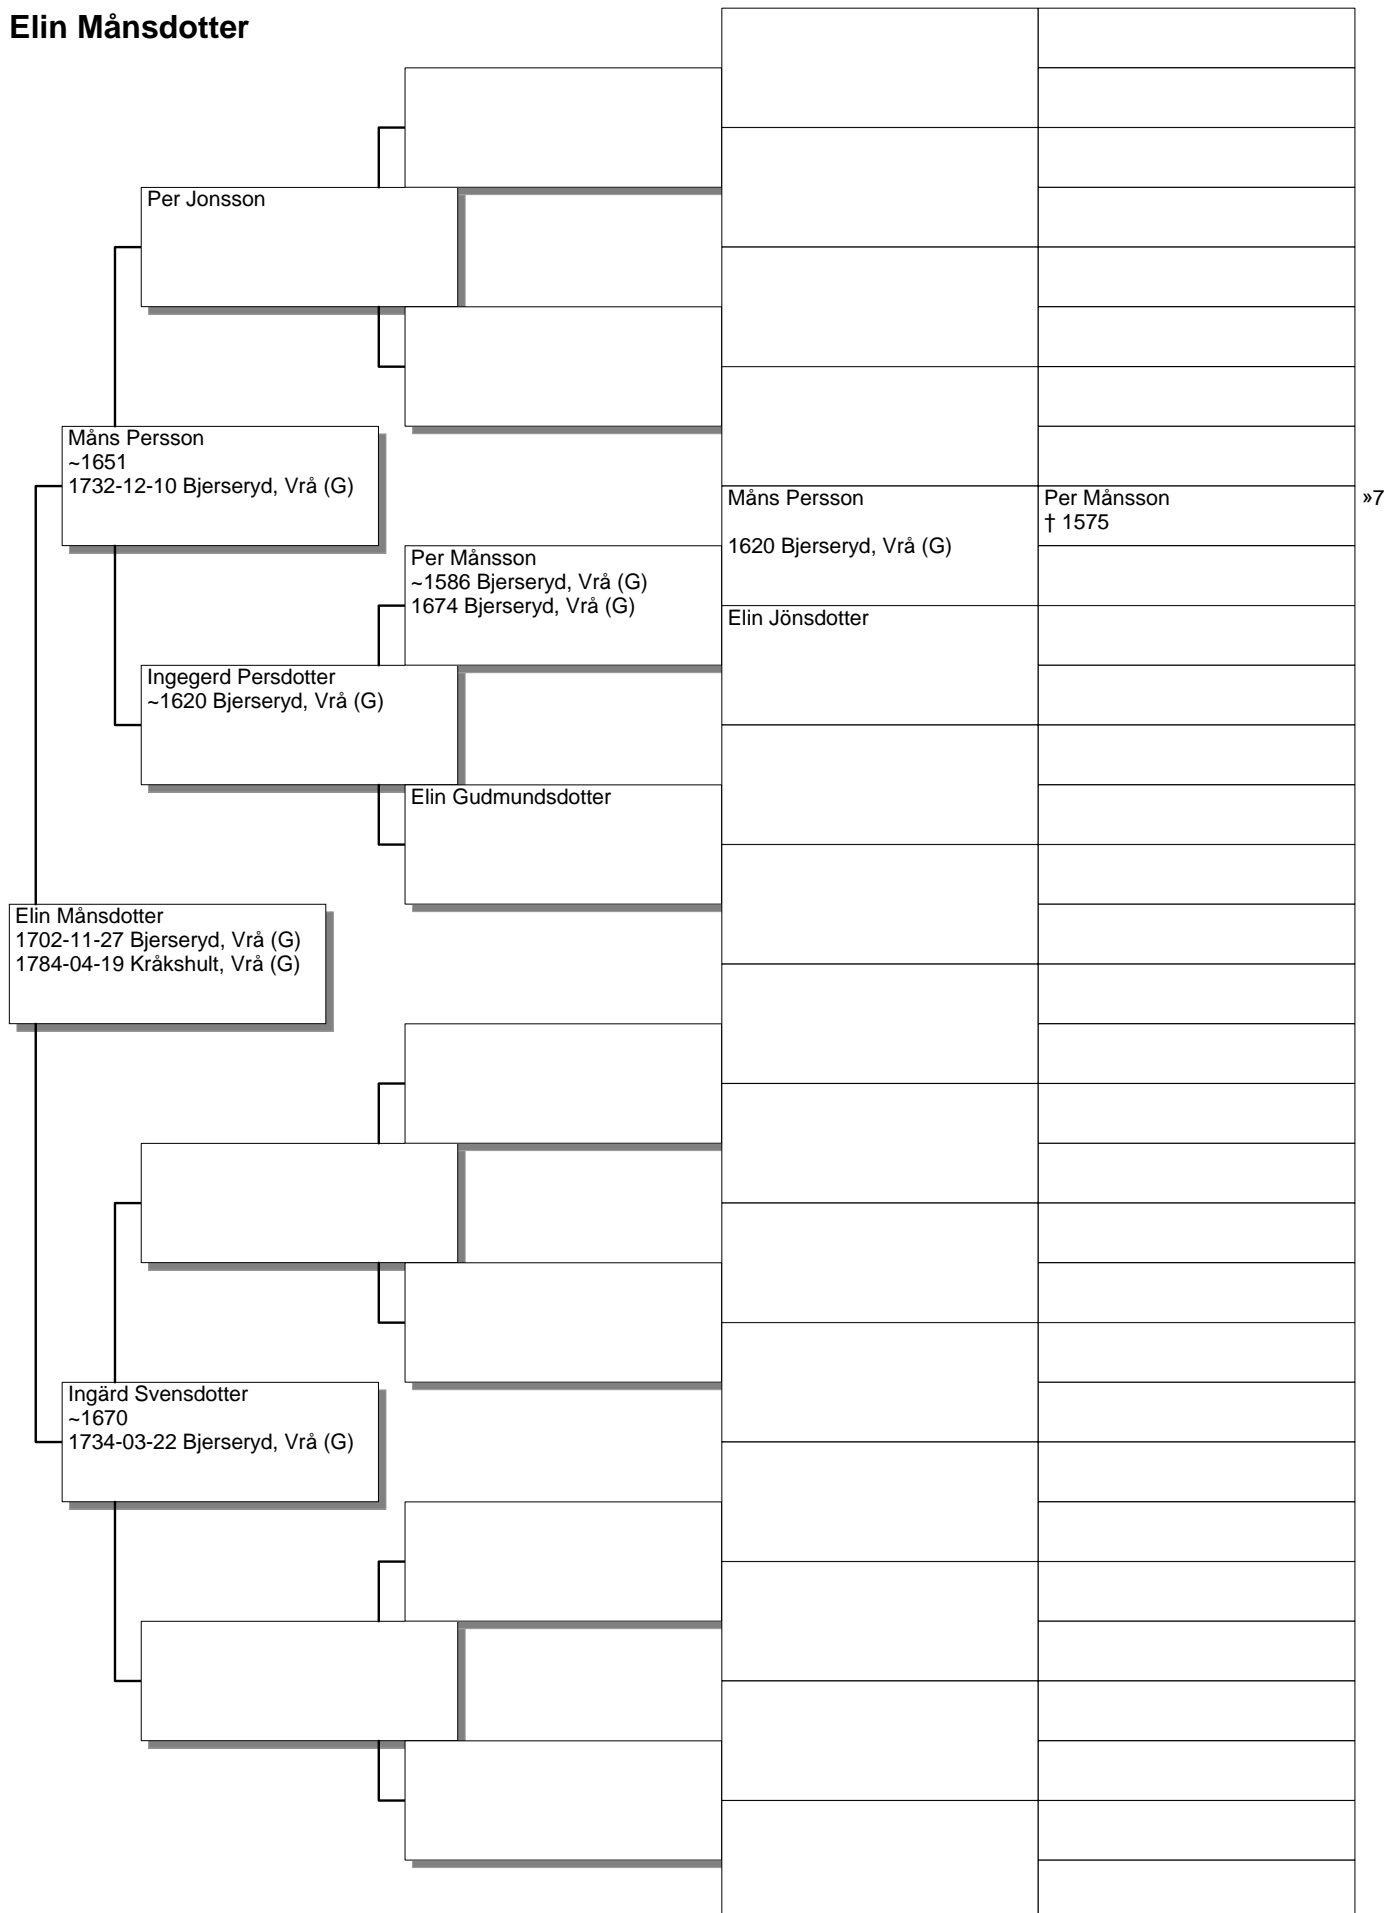 Elin Månsdotter
Per Jonsson
Måns Persson
~1651
1732-12-10 Bjerseryd, Vrå (G)
Måns Persson
1620 Bjerseryd, Vrå (G)
Per Månsson
† 1575
»7
Per Månsson
~1586 Bjerseryd, Vrå (G)
1674 Bjerseryd, Vrå (G)
Elin Jönsdotter
Ingegerd Persdotter
~1620 Bjerseryd, Vrå (G)
Elin Gudmundsdotter
Elin Månsdotter
1702-11-27 Bjerseryd, Vrå (G)
1784-04-19 Kråkshult, Vrå (G)
Ingärd Svensdotter
~1670
1734-03-22 Bjerseryd, Vrå (G)